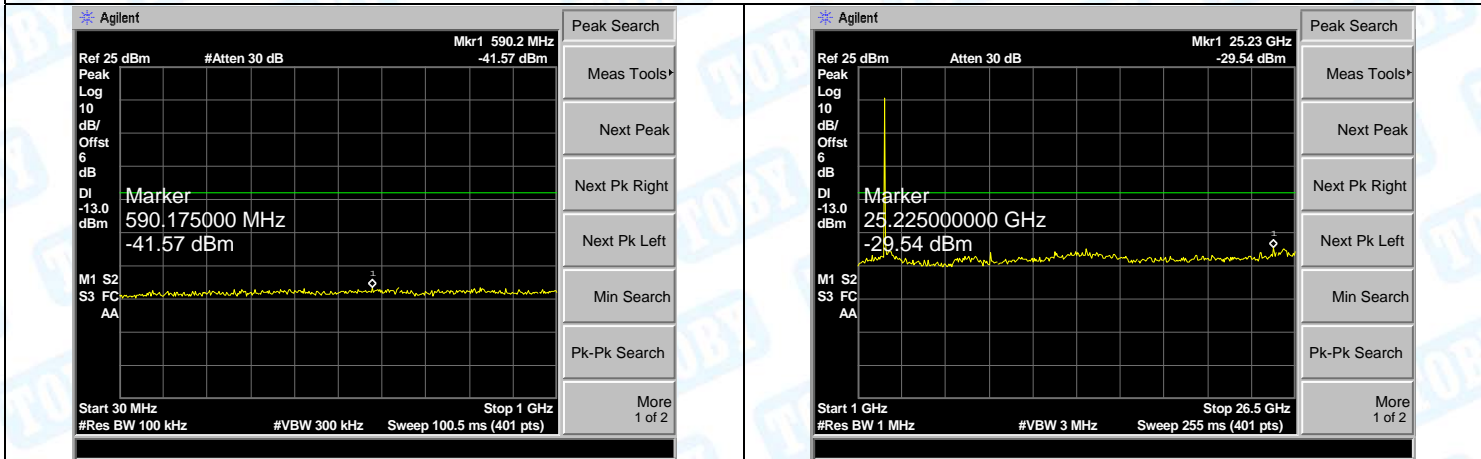 Agilent
Peak Search
Mkr1 590.2 MHz
Ref 25 dBm #Atten 30 dB -41.57 dBm
Peak
Log
10
dB/
Offst
6
dB
DI
-13.0
dBm
Marker
590.175000 MHz
-41.57 dBm
1
M1 S2
S3 FC
AA
Start 30 MHz Stop 1 GHz
#Res BW 100 kHz #VBW 300 kHz Sweep 100.5 ms (401 pts)
Meas Tools
Next Peak
Next Pk Right
Next Pk Left
Min Search
Pk-Pk Search
More
1 of 2
Agilent
Peak Search
Mkr1 25.23 GHz
Ref 25 dBm Atten 30 dB -29.54 dBm
Peak
Log
10
dB/
Offst
6
dB
DI
-13.0
dBm
Marker
25.225000000 GHz
-29.54 dBm
1
M1 S2
S3 FC
AA
Start 1 GHz Stop 26.5 GHz
#Res BW 1 MHz #VBW 3 MHz Sweep 255 ms (401 pts)
Meas Tools
Next Peak
Next Pk Right
Next Pk Left
Min Search
Pk-Pk Search
More
1 of 2
TOBY